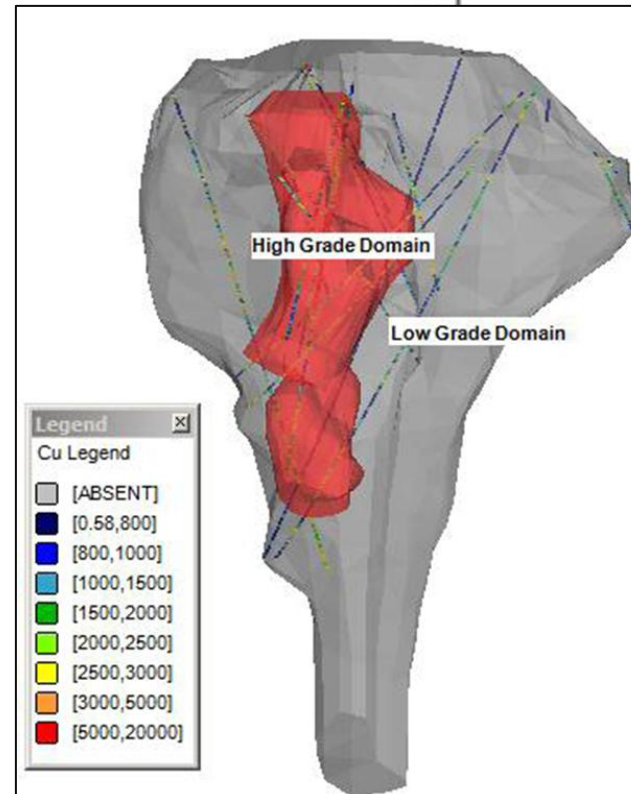 High Grade Domain
Low Grade Domain
Legend
Cu Legend
[ABSENT]
[0.58,800]
[800,1000]
[1000,1500]
[1500,2000]
[2000,2500]
[2500,3000]
[3000,5000]
[5000,20000]